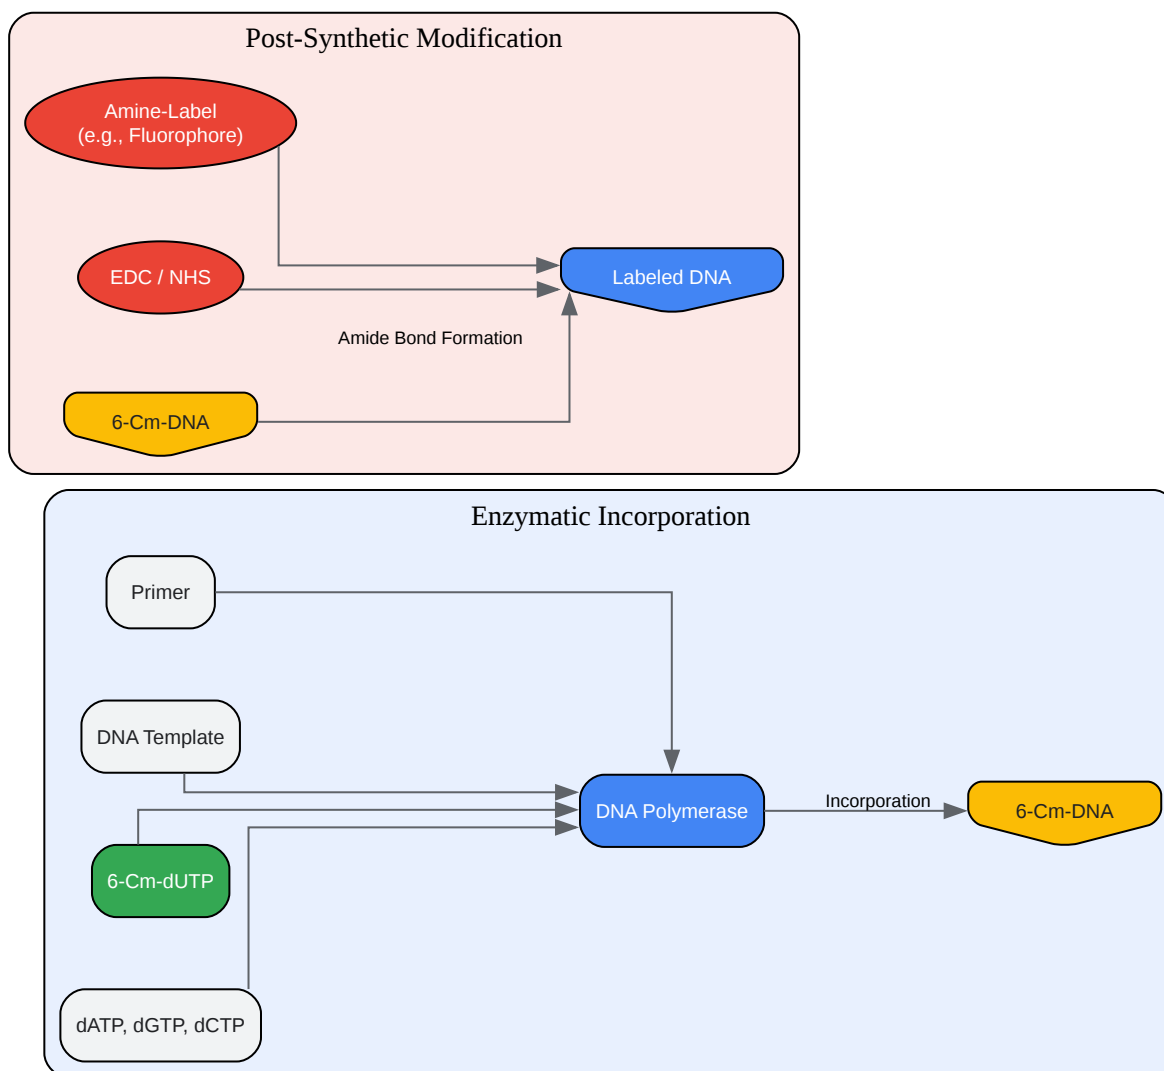 Post-Synthetic Modification
Amine-Label
(e.g., Fluorophore)
EDC / NHS
Labeled DNA
Amide Bond Formation
6-Cm-DNA
Enzymatic Incorporation
Primer
DNA Template
DNA Polymerase
Incorporation
6-Cm-DNA
6-Cm-dUTP
dATP, dGTP, dCTP